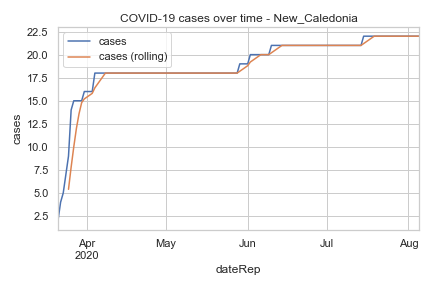 COVID-19 cases over time - New_Caledonia
22.5
20.0
17.5
15.0
12.5
10.0
7.5
5.0
2.5
cases
cases
cases (rolling)
Apr
2020
May
Jun
Jul
Aug
dateRep